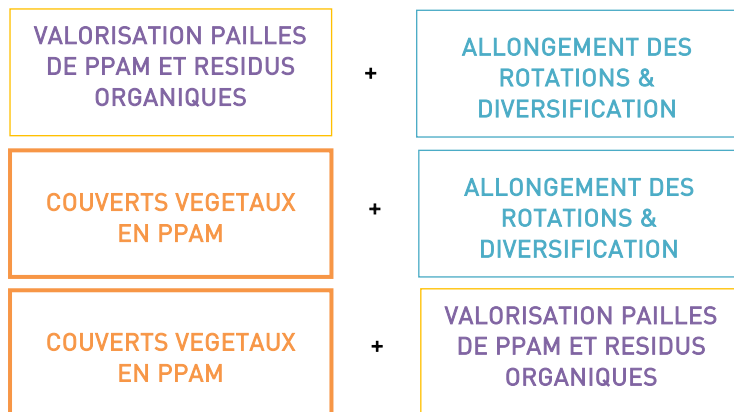 VALORISATION PAILLES
DE PPAM ET RESIDUS
ORGANIQUES
+
ALLONGEMENT DES
ROTATIONS &
DIVERSIFICATION
COUVERTS VEGETAUX
EN PPAM
+
ALLONGEMENT DES
ROTATIONS &
DIVERSIFICATION
COUVERTS VEGETAUX
EN PPAM
+
VALORISATION PAILLES
DE PPAM ET RESIDUS
ORGANIQUES